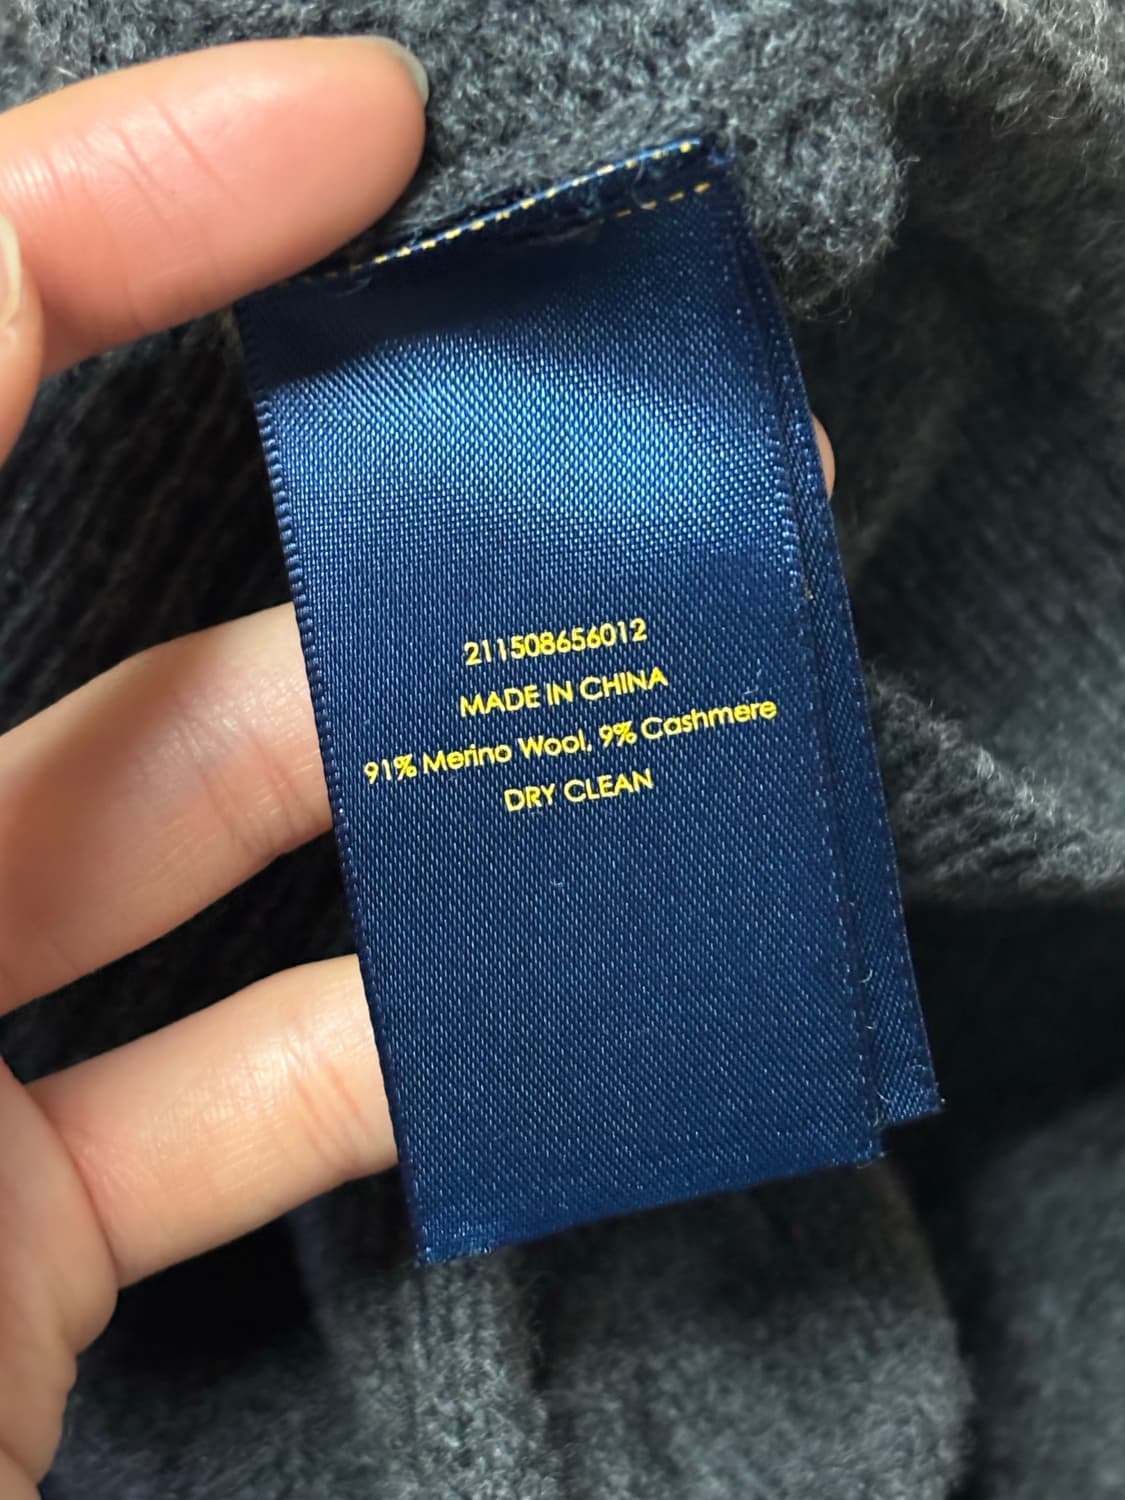 211508656012
MADE IN CHINA
91% Merino Wool, 9% Cashmere
DRY CLEAN